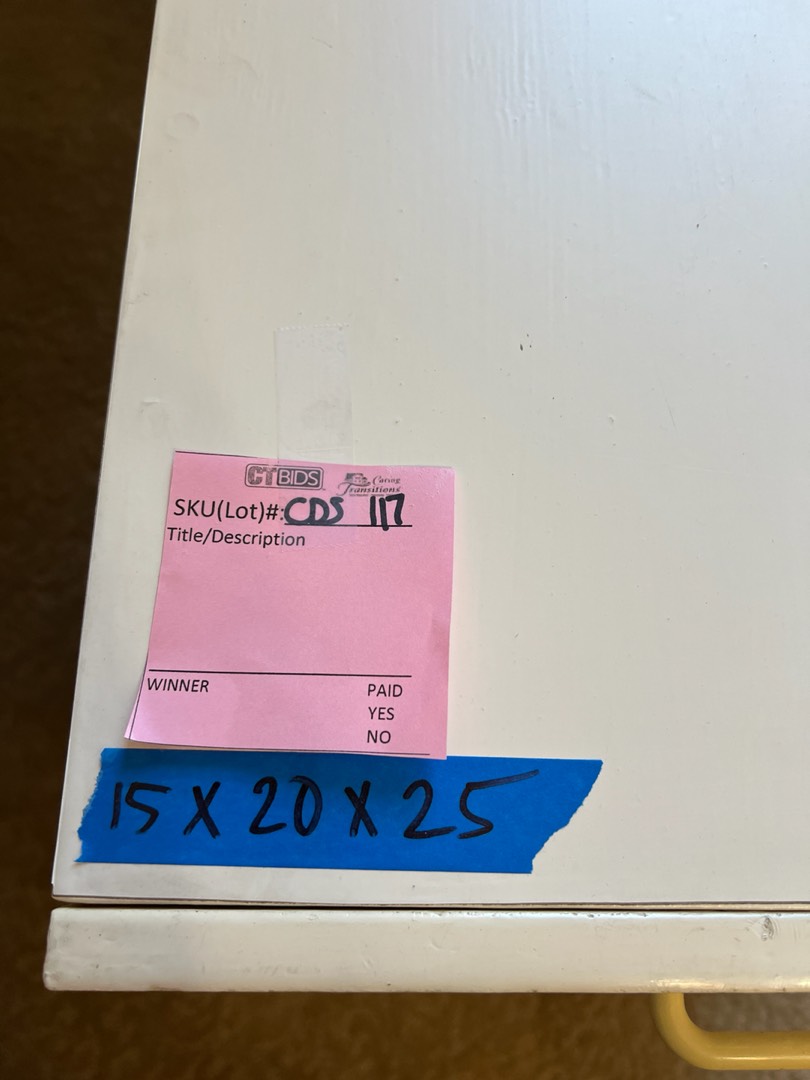 CTBIDS Caring Transitions
SKU(Lot)#: CDS 117
Title/Description
WINNER PAID
YES
NO
15 X 20 X 25